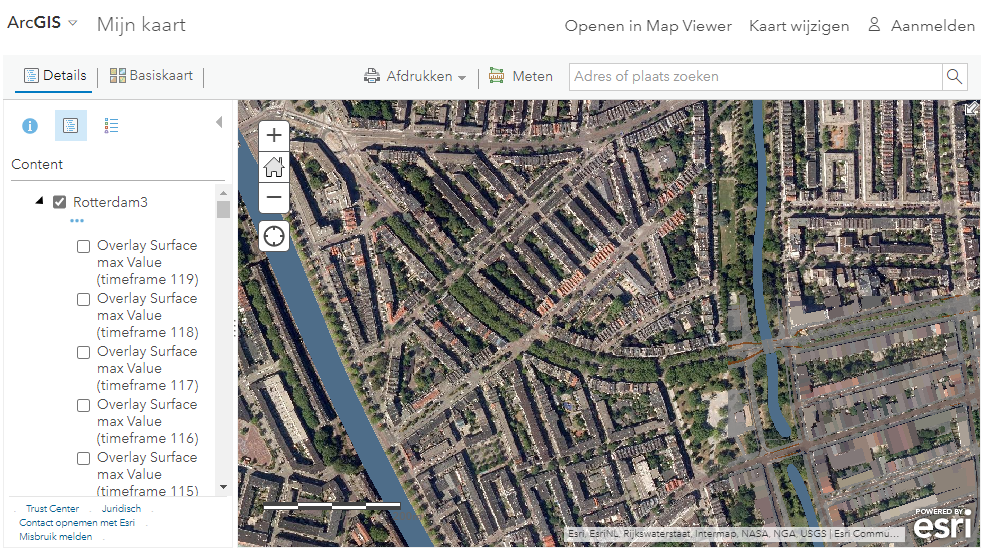 ArcGIS
Mijn kaart
Openen in Map Viewer
Kaart wijzigen
Aanmelden
Details
Basiskaart
Afdrukken
Meten
Adres of plaats zoeken
Content
Rotterdam3
Overlay Surface
max Value
(timeframe 119)
Overlay Surface
max Value
(timeframe 118)
Overlay Surface
max Value
(timeframe 117)
Overlay Surface
max Value
(timeframe 116)
Overlay Surface
max Value
(timeframe 115)
Trust Center
Juridisch
Contact opnemen met Esri
Misbruik melden
Esri, EsriNL, Rijkswaterstaat, Intermap, NASA, NGA, USGS | Esri Commu...
POWERED BY
esri